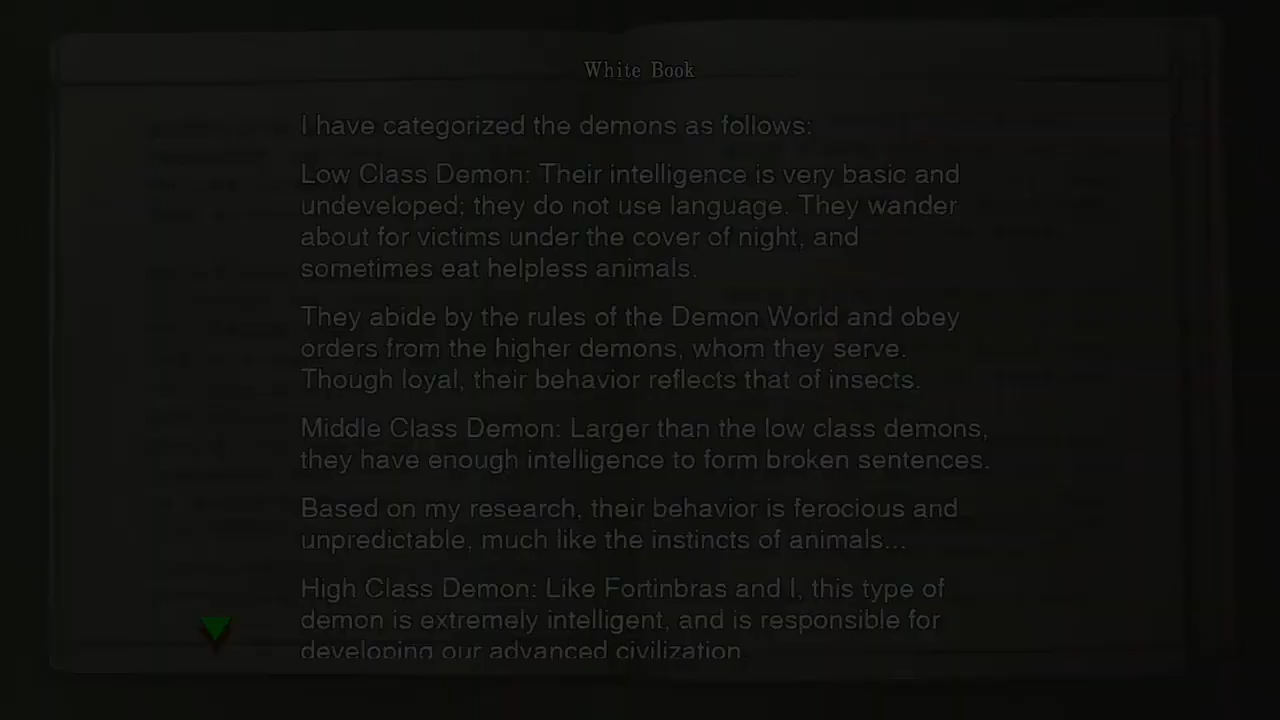 White Book
I have categorized the demons as follows:
Low Class Demon: Their intelligence is very basic and
undeveloped; they do not use language. They wander
about for victims under the cover of night, and
sometimes eat helpless animals.
They abide by the rules of the Demon World and obey
orders from the higher demons, whom they serve.
Though loyal, their behavior reflects that of insects.
Middle Class Demon: Larger than the low class demons,
they have enough intelligence to form broken sentences.
Based on my research, their behavior is ferocious and
unpredictable, much like the instincts of animals...
High Class Demon: Like Fortinbras and I, this type of
demon is extremely intelligent, and is responsible for
developing our advanced civilization.